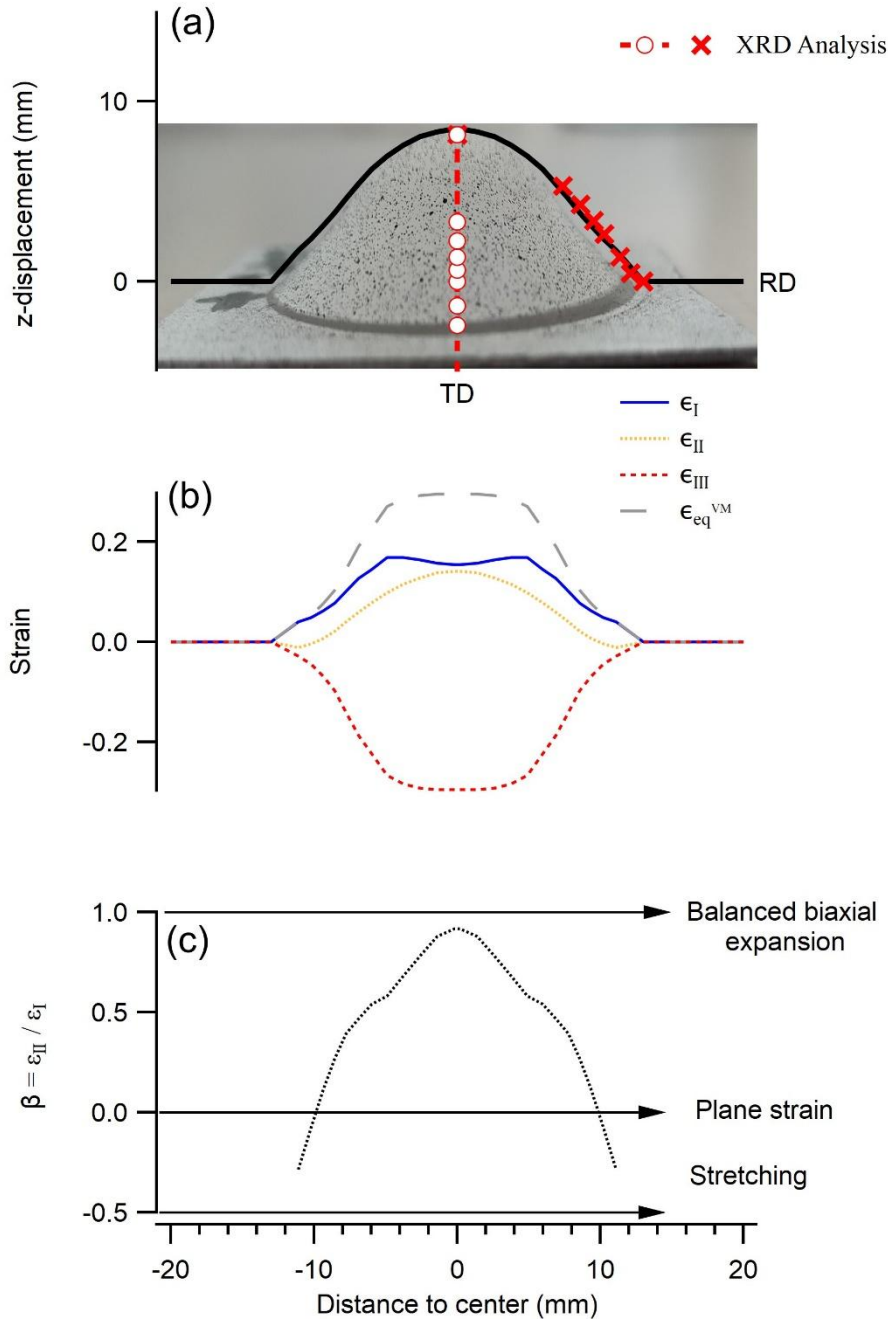 (a)
XRD Analysis
z-displacement (mm)
10
0
RD
TD
ϵI
ϵII
ϵIII
ϵeqVM
(b)
Strain
0.2
0.0
-0.2
(c)
β = εII / εI
1.0
0.5
0.0
-0.5
Balanced biaxial
expansion
Plane strain
Stretching
-20
-10
0
10
20
Distance to center (mm)